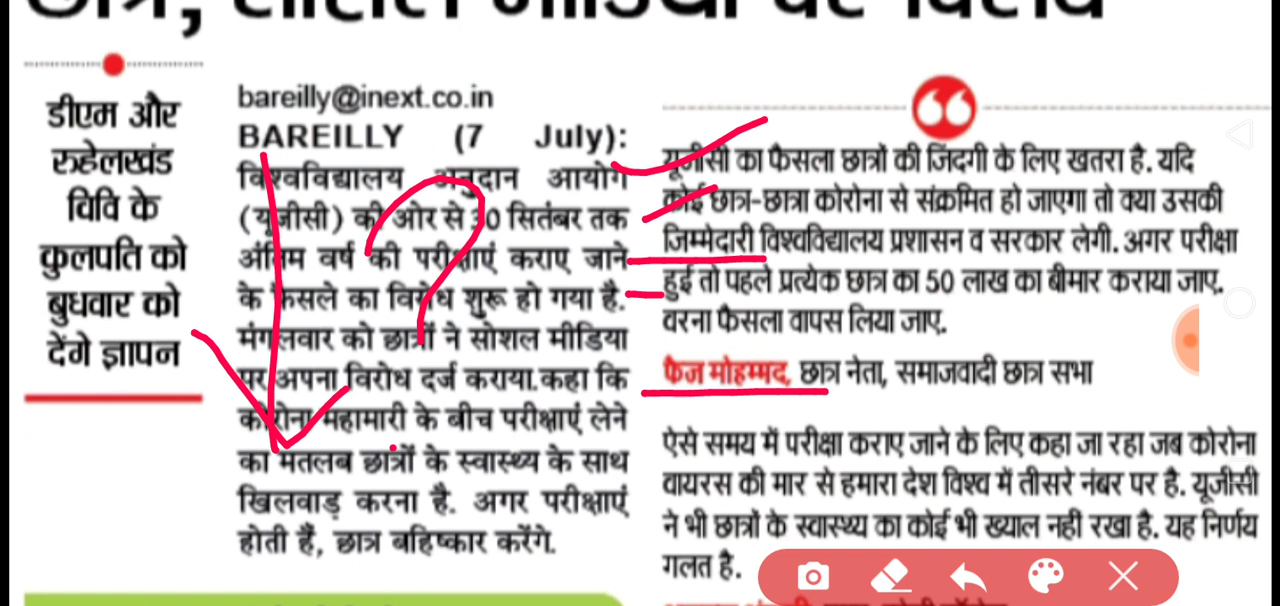 डीएम और
रुहेलखंड
विवि के
कुलपति को
बुधवार को
देंगे ज्ञापन
bareilly@inext.co.in
BAREILLY (7 July):
विश्वविद्यालय अनुदान आयोग
(यूजीसी) की ओर से 30 सितंबर तक
अंतिम वर्ष की परीक्षाएं कराए जाने
के फैसले का विरोध शुरू हो गया है.
मंगलवार को छात्रों ने सोशल मीडिया
पर अपना विरोध दर्ज कराया.कहा कि
कोरोना महामारी के बीच परीक्षाएं लेने
का मतलब छात्रों के स्वास्थ्य के साथ
खिलवाड़ करना है. अगर परीक्षाएं
होती हैं, छात्र बहिष्कार करेंगे.
यूजीसी का फैसला छात्रों की जिंदगी के लिए खतरा है. यदि
कोई छात्र-छात्रा कोरोना से संक्रमित हो जाएगा तो क्या उसकी
जिम्मेदारी विश्वविद्यालय प्रशासन व सरकार लेगी. अगर परीक्षा
हुई तो पहले प्रत्येक छात्र का 50 लाख का बीमार कराया जाए.
वरना फैसला वापस लिया जाए.
फैज मोहम्मद, छात्र नेता, समाजवादी छात्र सभा
ऐसे समय में परीक्षा कराए जाने के लिए कहा जा रहा जब कोरोना
वायरस की मार से हमारा देश विश्व में तीसरे नंबर पर है. यूजीसी
ने भी छात्रों के स्वास्थ्य का कोई भी ख्याल नहीं रखा है. यह निर्णय
गलत है.